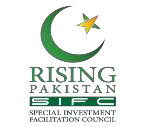 RISING
PAKISTAN
SIFC
SPECIAL INVESTMENT
FACILITATION COUNCIL